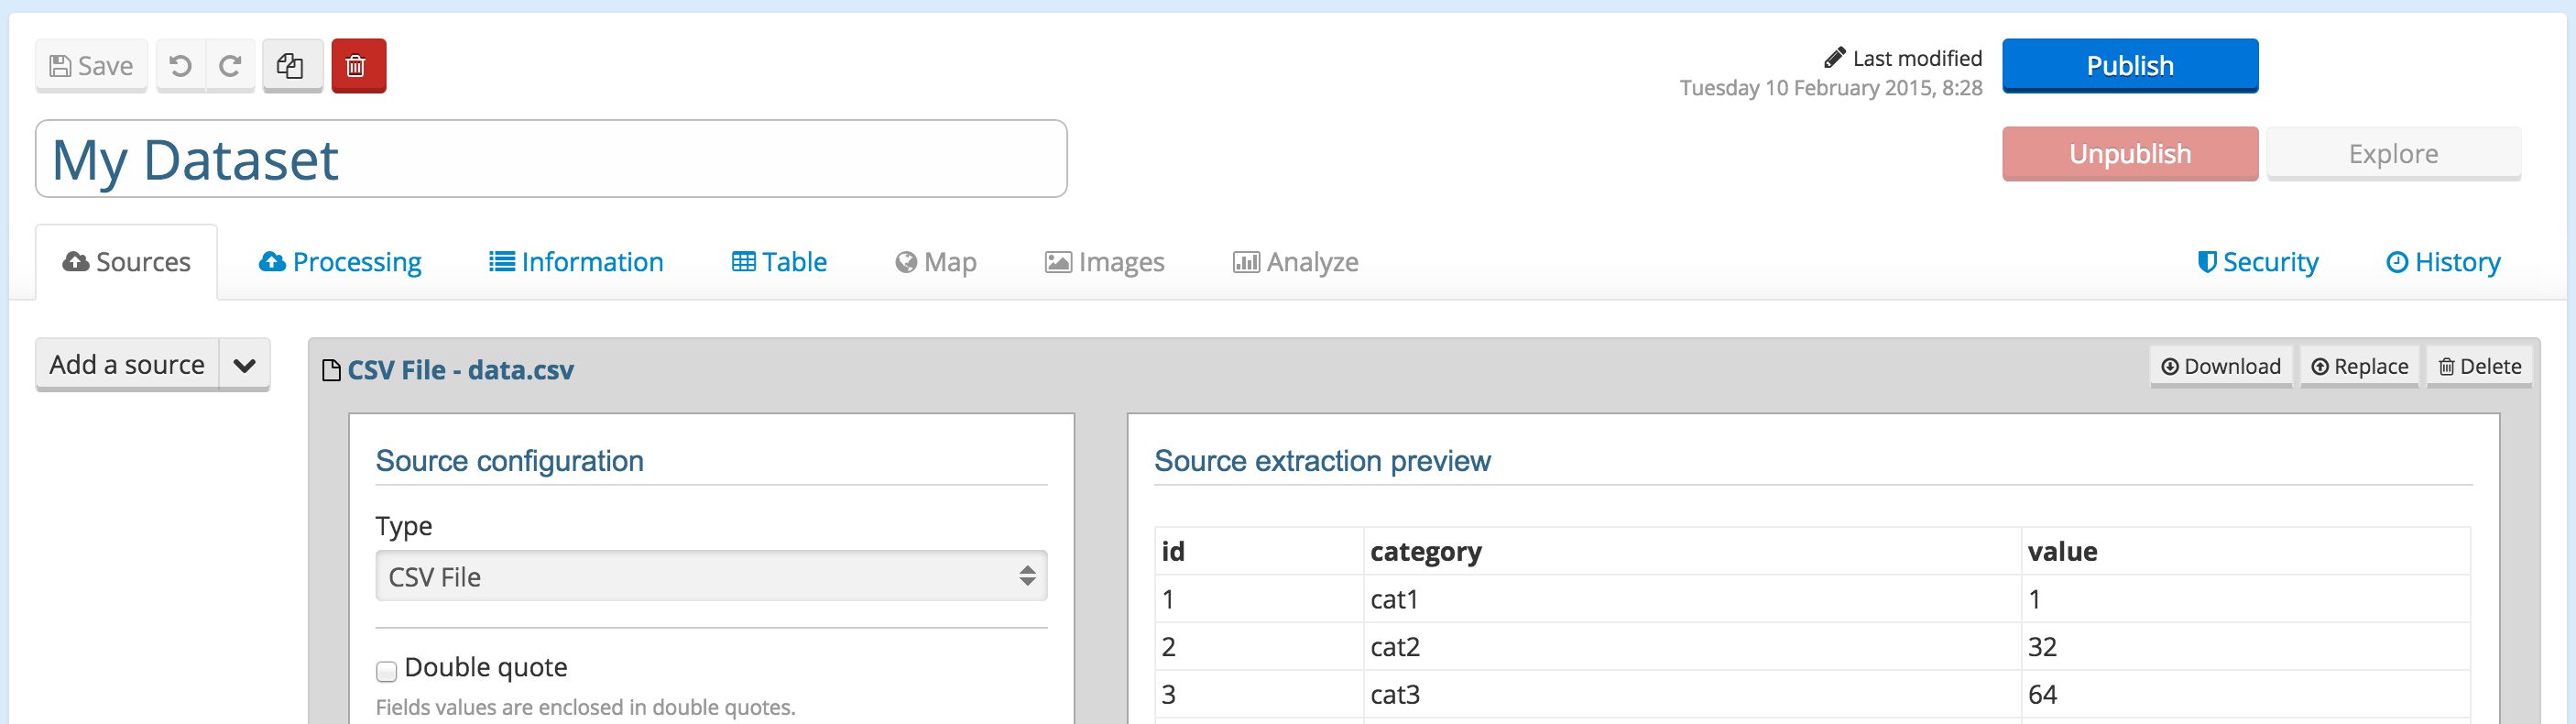 Save
Last modified
Tuesday 10 February 2015, 8:28
Publish
My Dataset
Unpublish
Explore
Sources
Processing
Information
Table
Map
Images
Analyze
Security
History
Add a source
CSV File - data.csv
Download
Replace
Delete
Source configuration
Type
CSV File
Double quote
Fields values are enclosed in double quotes.
Source extraction preview
id category value
1 cat1 1
2 cat2 32
3 cat3 64